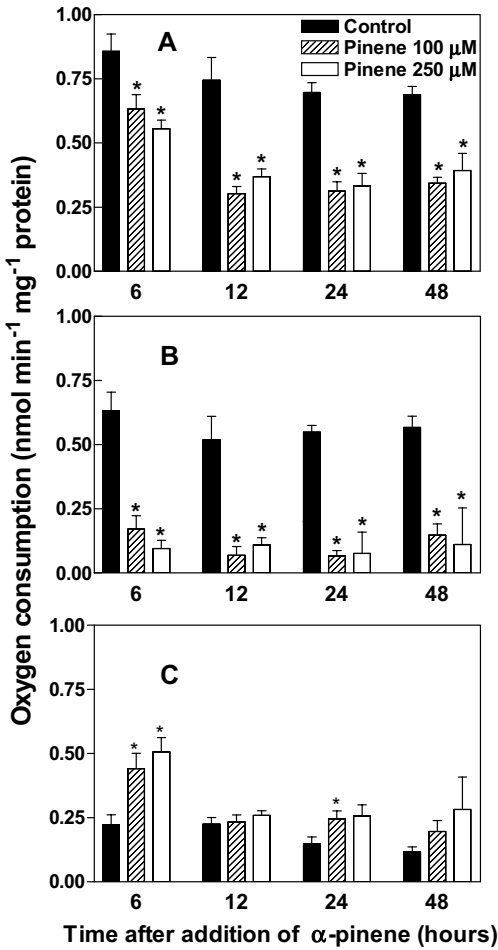 Control
Pinene 100 μM
Pinene 250 μM
A
1.00
0.75
0.50
0.25
0.00
* * * * * * * *
6 12 24 48
B
1.00
0.75
0.50
0.25
0.00
* * * * * * * *
6 12 24 48
C
1.00
0.75
0.50
0.25
0.00
* * *
6 12 24 48
Oxygen consumption (nmol min⁻¹ mg⁻¹ protein)
Time after addition of α-pinene (hours)